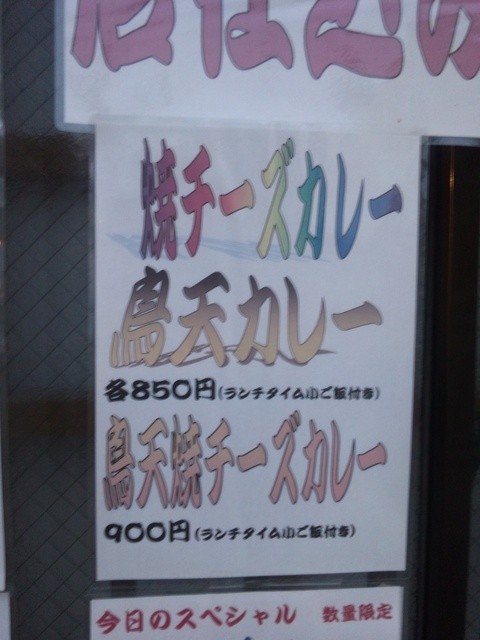 焼チーズカレー
鳥天カレー
各850円(ランチタイム小ご飯付き)
鳥天焼チーズカレー
900円(ランチタイム小ご飯付き)
今日のスペシャル 数量限定